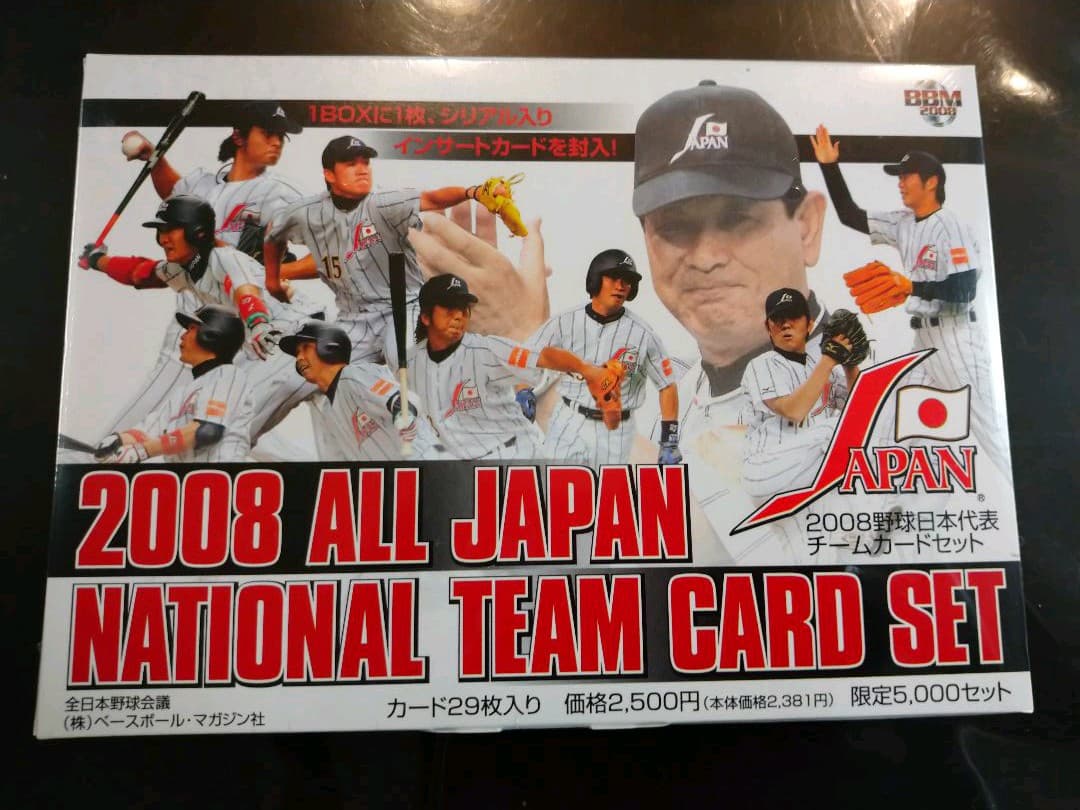 1BOXに1枚、シリアル入り
インサートカードを封入!
BBM
2008
JAPAN
15
JAPAN
®
2008野球日本代表
チームカードセット
2008 ALL JAPAN
NATIONAL TEAM CARD SET
全日本野球会議
(株)ベースボール・マガジン社
カード29枚入り 価格2,500円(本体価格2,381円) 限定5,000セット